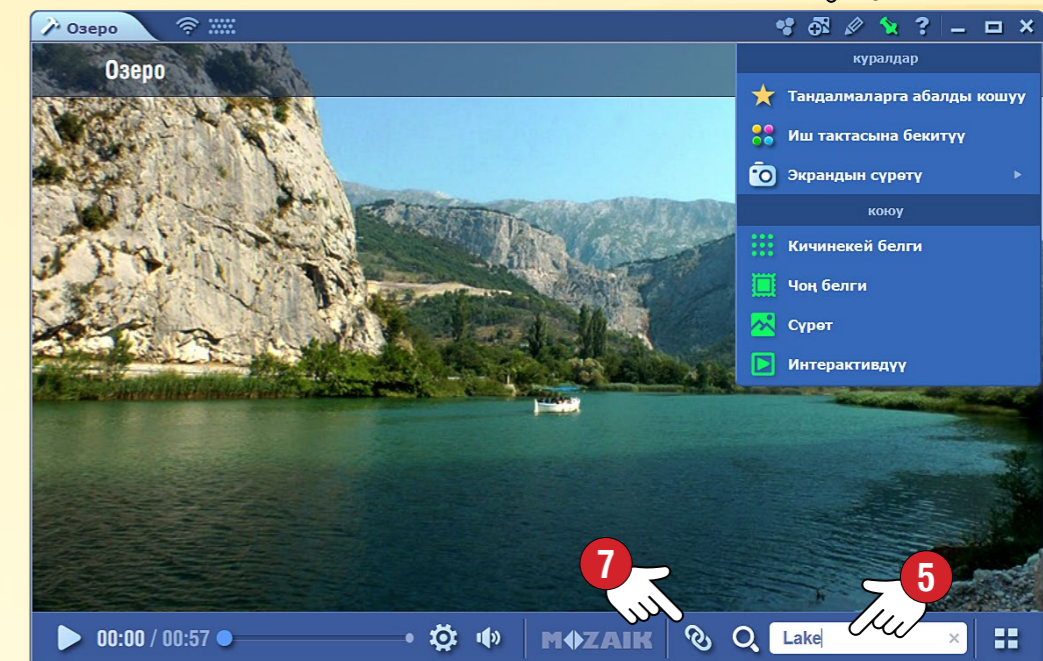 Озеро
?
Озеро
куралдар
Тандалмаларга абалды кошуу
Иш тактасына бекитүү
Экрандын сүрөтү
коюу
Кичинекей белги
Чоң белги
Сүрөт
Интерактивдүү
7
5
00:00 / 00:57
MOZAIK
Lake